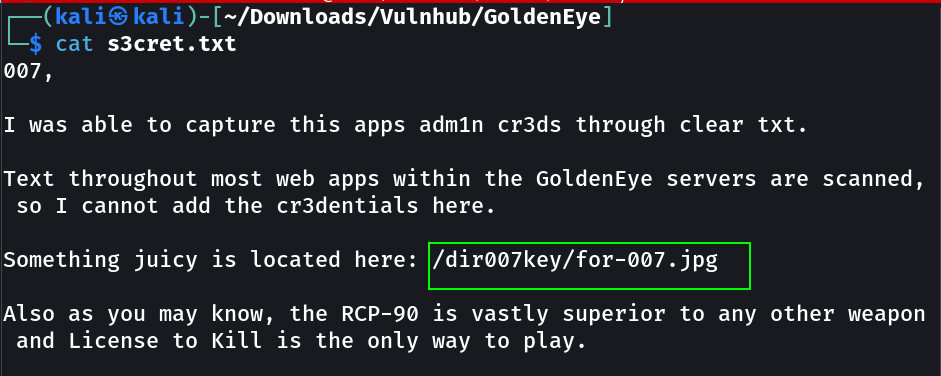 ┌──(kali㉿kali)-[~/Downloads/Vulnhub/GoldenEye]
└─$ cat s3cret.txt
007,
I was able to capture this apps adm1n cr3ds through clear txt.
Text throughout most web apps within the GoldenEye servers are scanned,
 so I cannot add the cr3dentials here.
Something juicy is located here: /dir007key/for-007.jpg
Also as you may know, the RCP-90 is vastly superior to any other weapon
 and License to Kill is the only way to play.